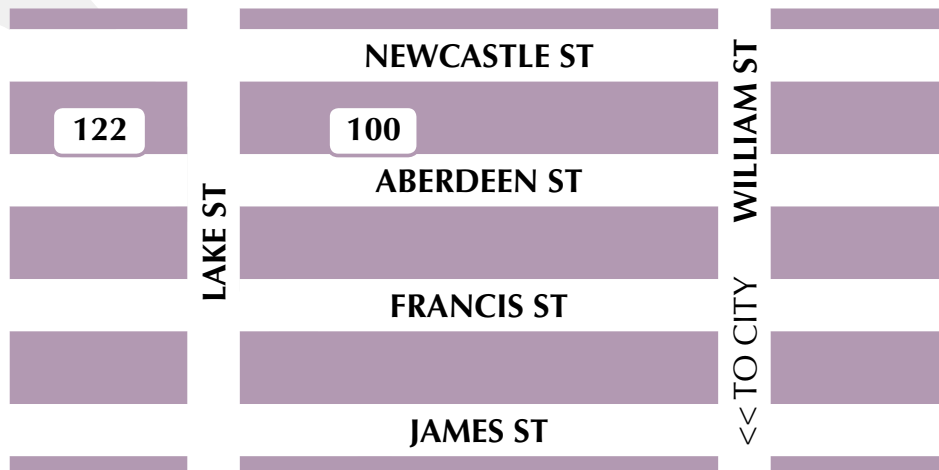 NEWCASTLE ST
WILLIAM ST
122
100
ABERDEEN ST
LAKE ST
FRANCIS ST
<< TO CITY
JAMES ST